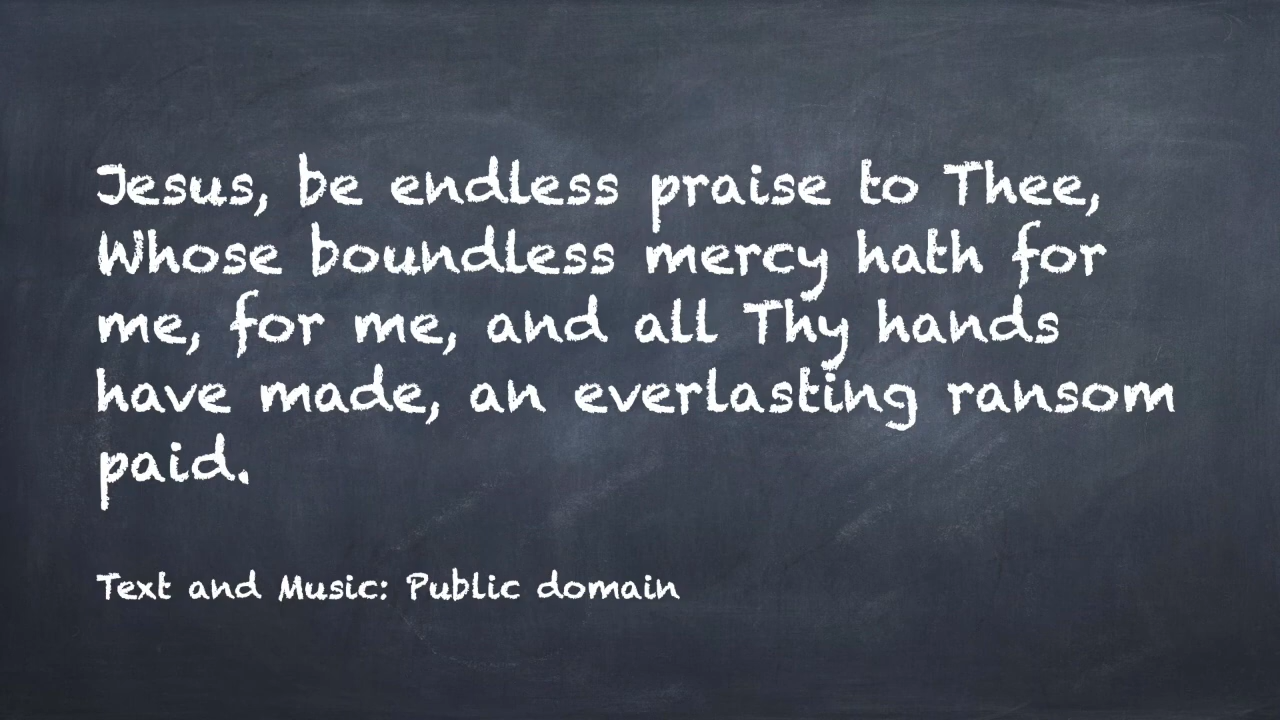 Jesus, be endless praise to Thee,
Whose boundless mercy hath for
me, for me, and all Thy hands
have made, an everlasting ransom
paid.
Text and Music: Public domain